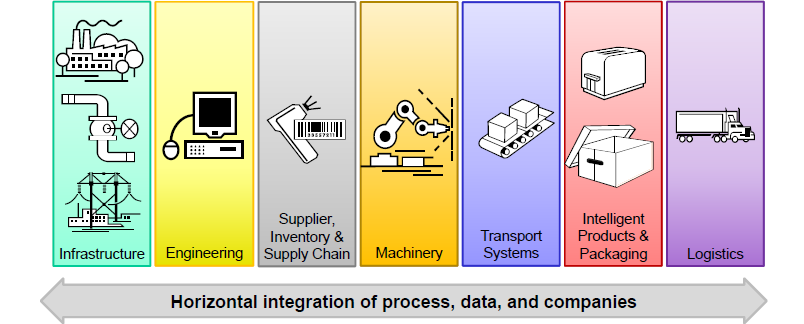 Infrastructure
Engineering
Supplier,
Inventory &
Supply Chain
Machinery
Transport
Systems
Intelligent
Products &
Packaging
Logistics
Horizontal integration of process, data, and companies